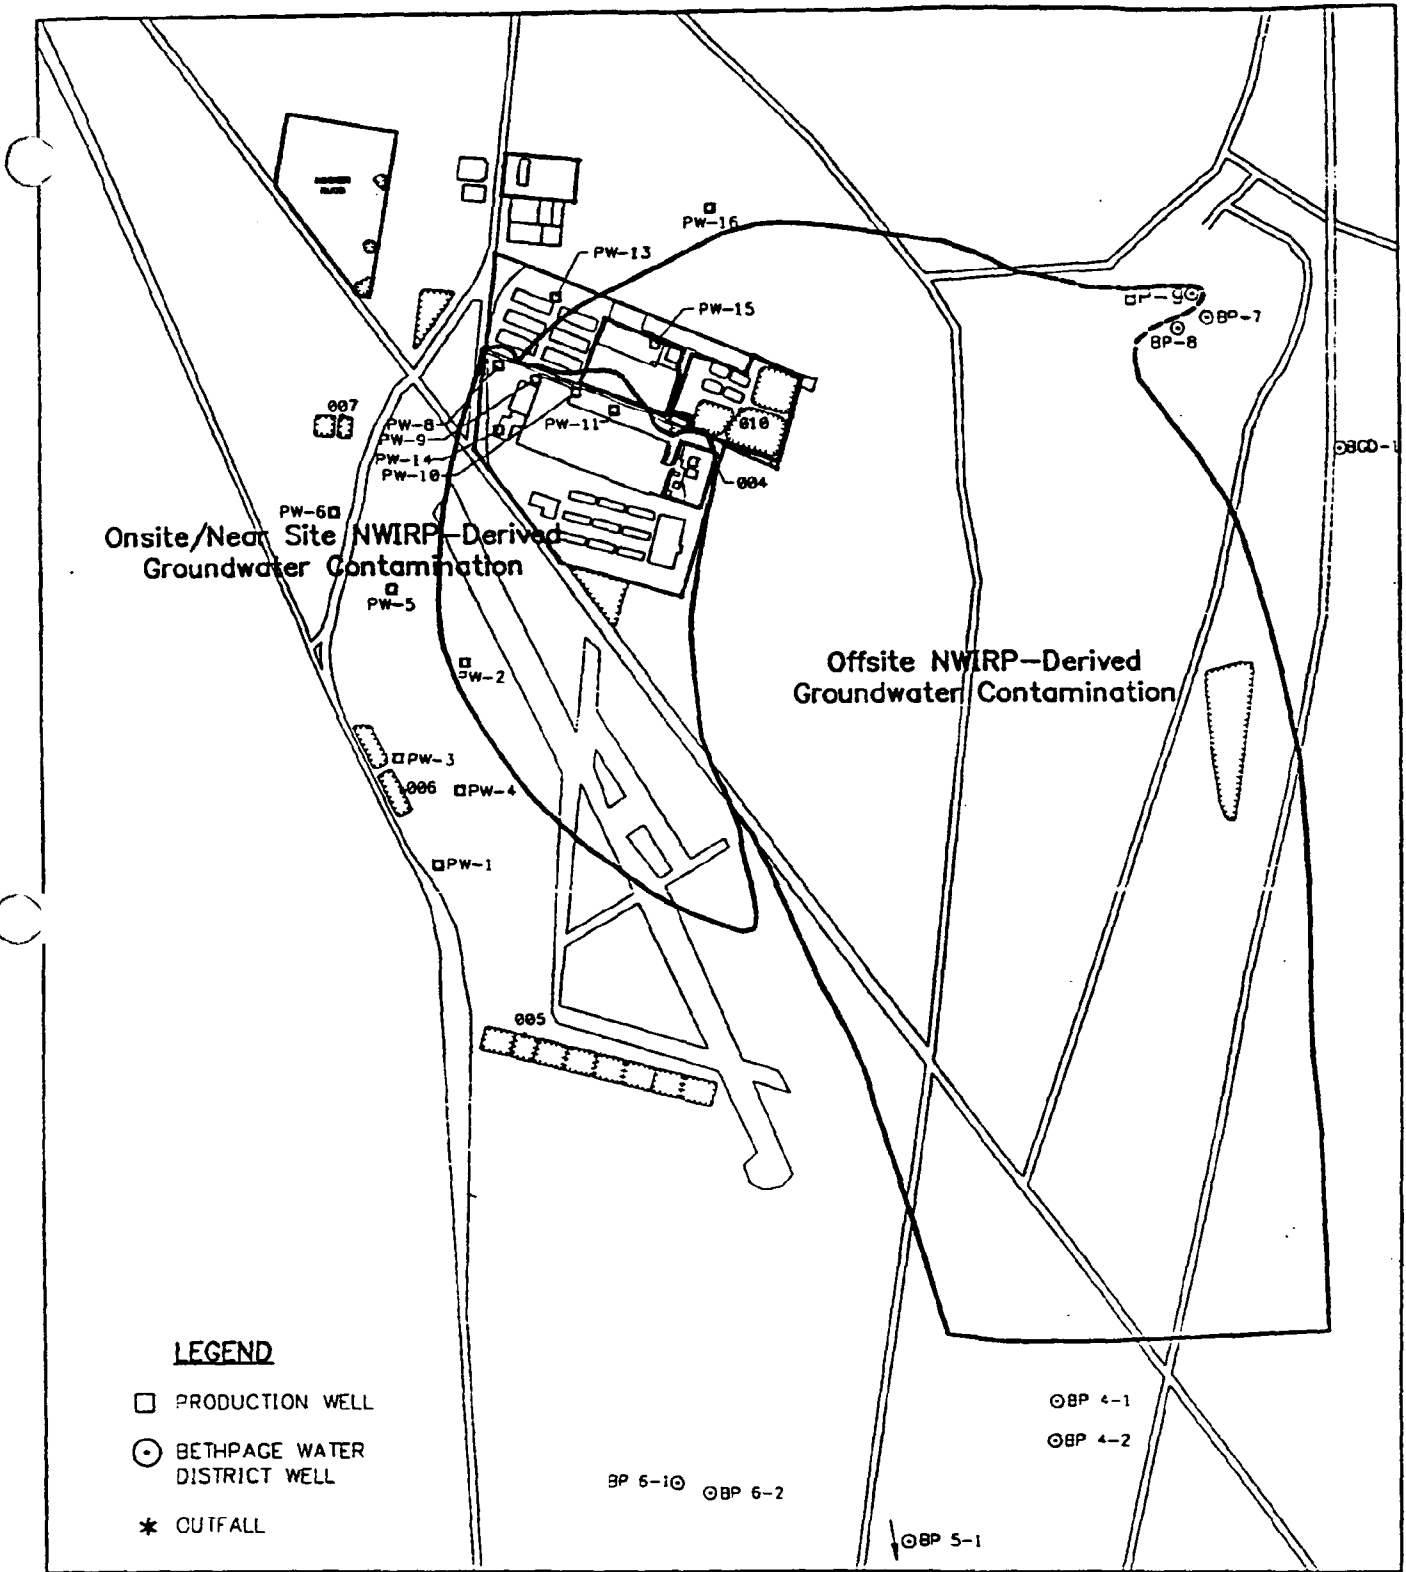 PW-16
PW-13
PW-15
P-9
BP-7
BP-8
007
PW-8
PW-9
PW-14
PW-10
PW-11
010
BGD-1
004
PW-6
Onsite/Near Site NWIRP-Derived
Groundwater Contamination
PW-5
Offsite NWIRP-Derived
Groundwater Contamination
W-2
PW-3
006
PW-4
PW-1
005
LEGEND
PRODUCTION WELL
BETHPAGE WATER
DISTRICT WELL
OUTFALL
BP 4-1
BP 4-2
BP 6-1
BP 6-2
BP 5-1